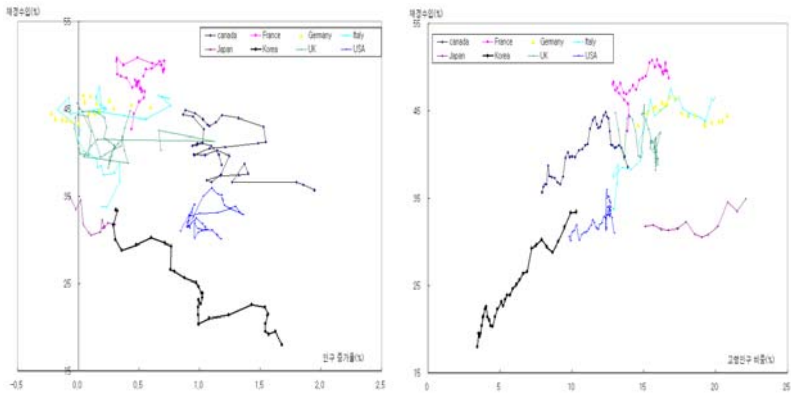 재정수입(%)
55
canada France Germany Italy
Japan Korea UK USA
45
35
25
15
인구 증가율(%)
-0,5 0,0 0,5 1,0 1,5 2,0 2,5
재정수입(%)
55
canada France Germany Italy
Japan Korea UK USA
45
35
25
15
고령인구 비중(%)
0 5 10 15 20 25